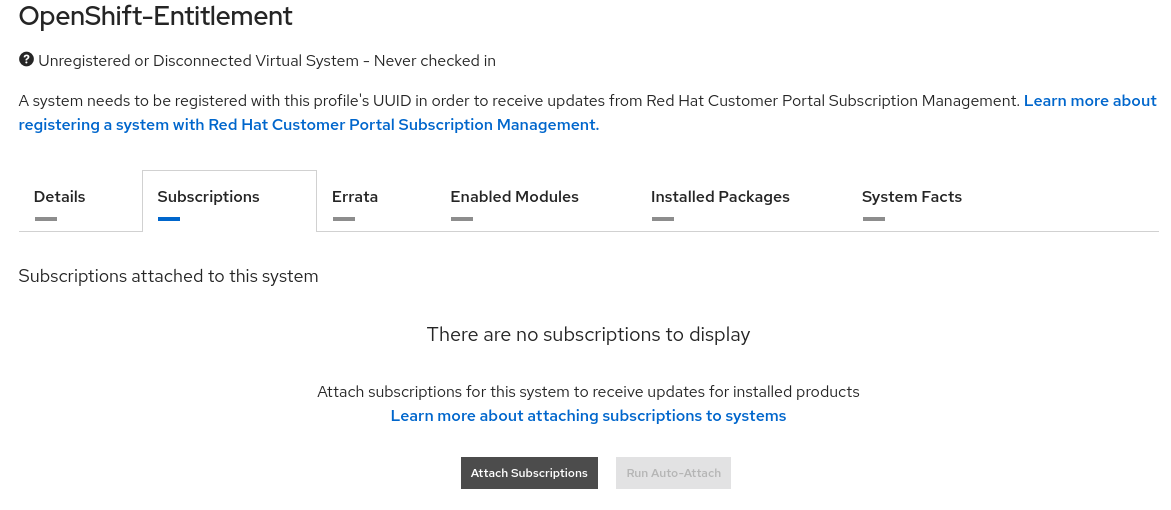 OpenShift-Entitlement
Unregistered or Disconnected Virtual System - Never checked in
A system needs to be registered with this profile's UUID in order to receive updates from Red Hat Customer Portal Subscription Management. Learn more about
registering a system with Red Hat Customer Portal Subscription Management.
Details Subscriptions Errata Enabled Modules Installed Packages System Facts
Subscriptions attached to this system
There are no subscriptions to display
Attach subscriptions for this system to receive updates for installed products
Learn more about attaching subscriptions to systems
Attach Subscriptions Run Auto-Attach